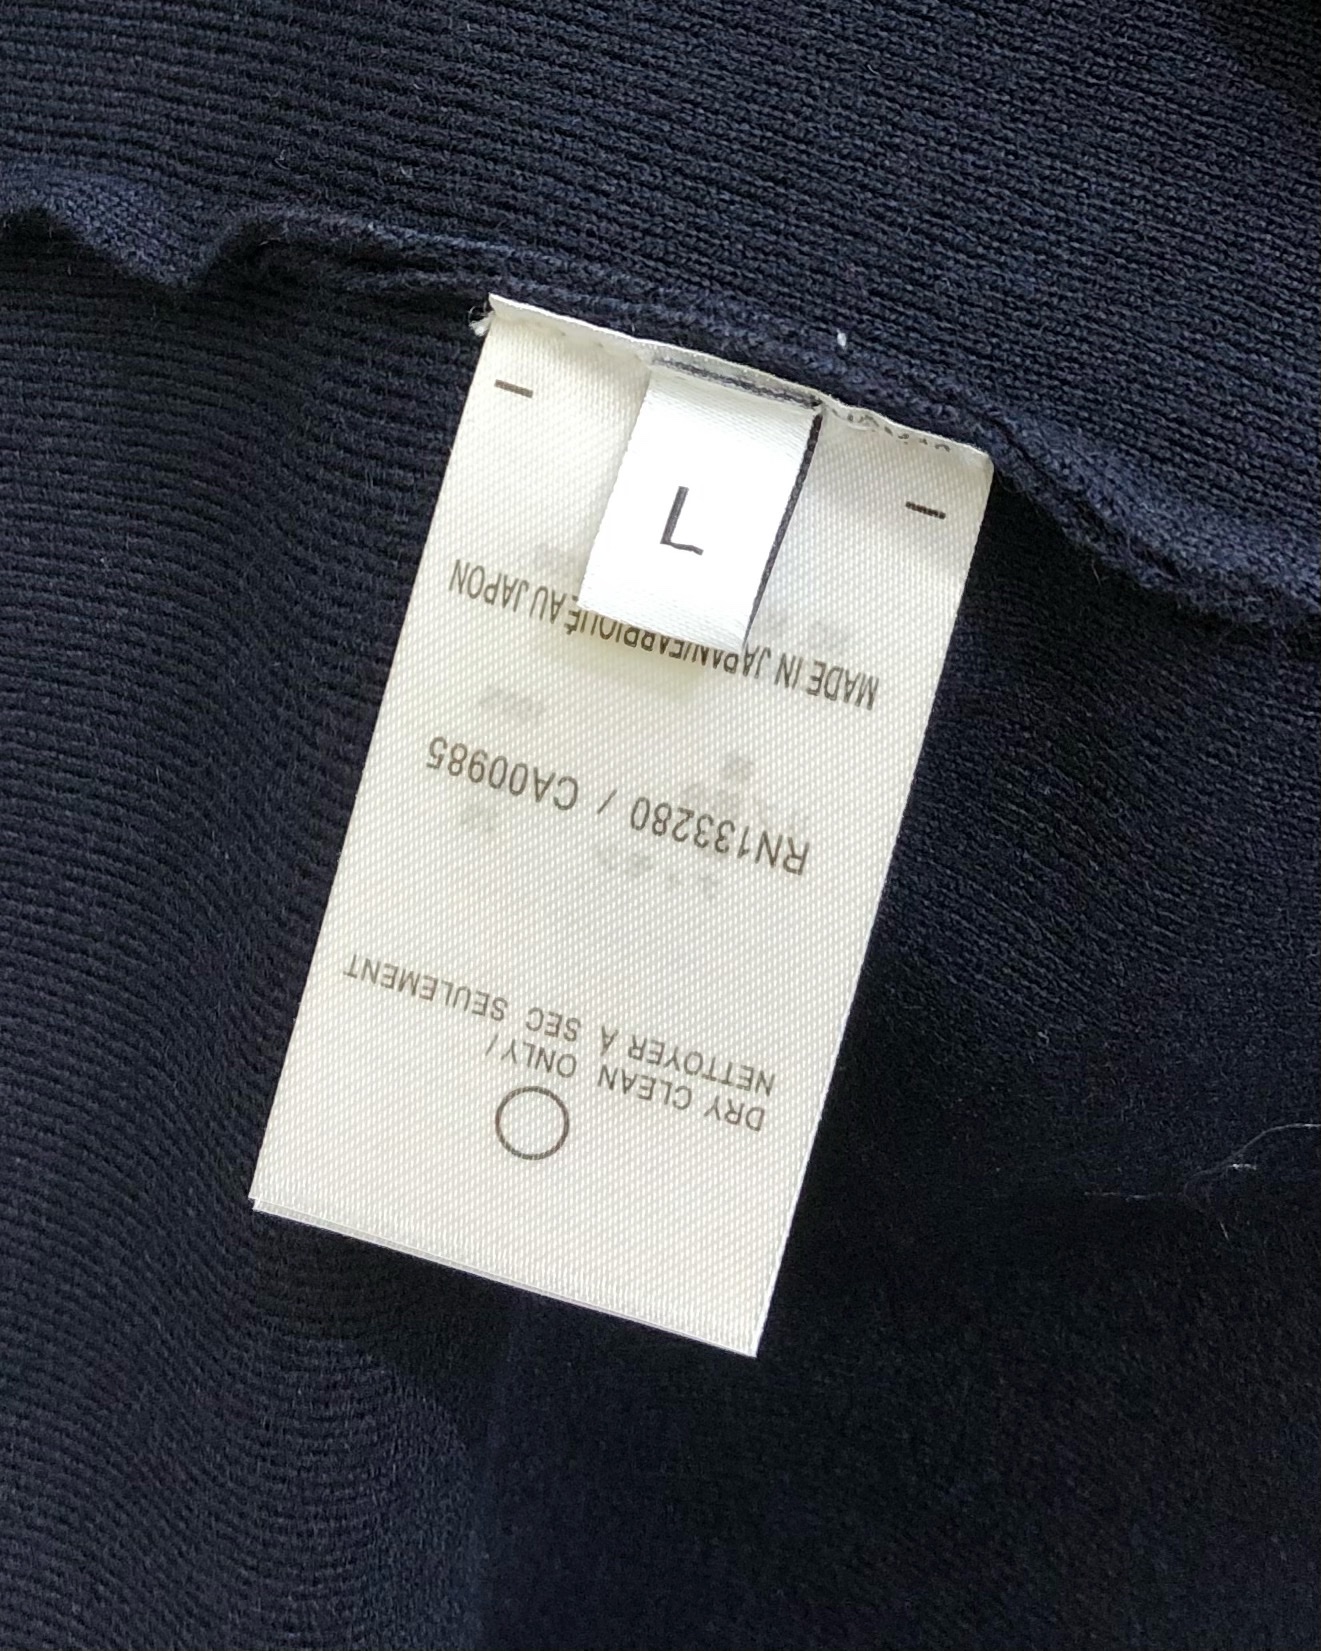 L
DRY CLEAN ONLY/
NETTOYER À SEC SEULEMENT
RN133280 / CA00985
MADE IN JAPAN/FABRIQUÉ AU JAPON